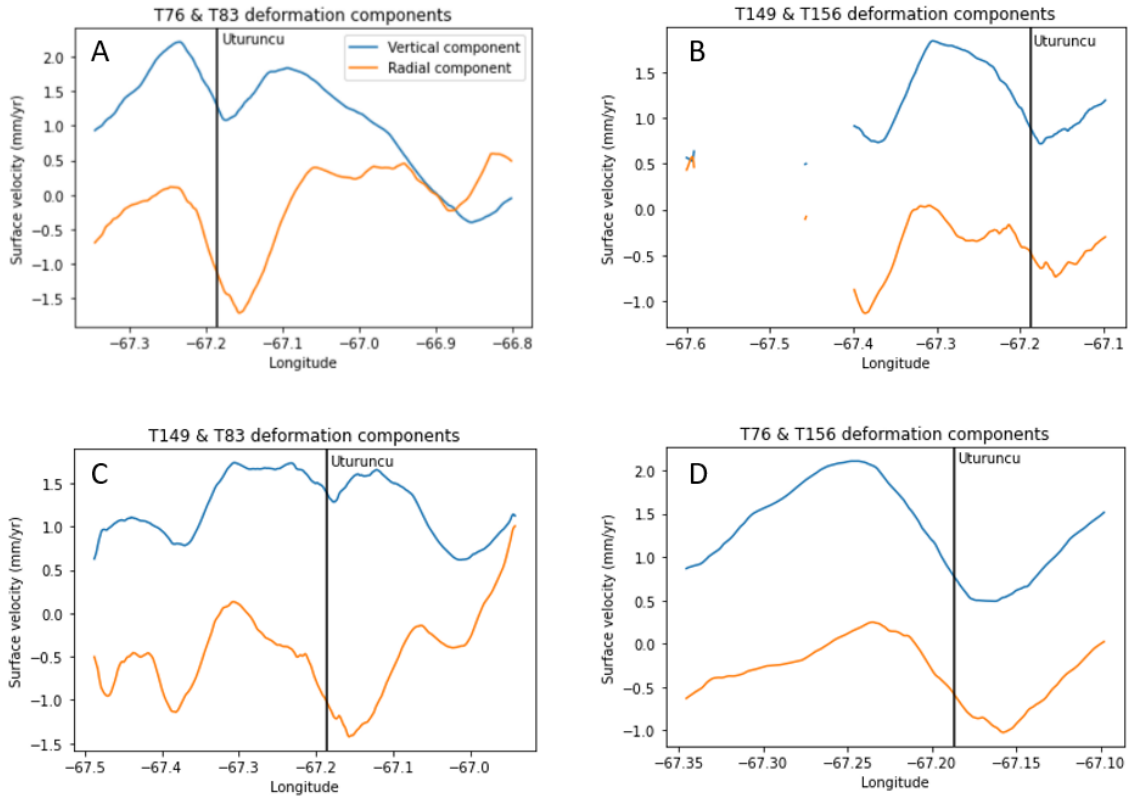 T76 & T83 deformation components
A
Uturuncu
Vertical component
Radial component
Surface velocity (mm/yr)
2.0
1.5
1.0
0.5
0.0
−0.5
−1.0
−1.5
−67.3 −67.2 −67.1 −67.0 −66.9 −66.8
Longitude
T149 & T156 deformation components
B
Uturuncu
Surface velocity (mm/yr)
1.5
1.0
0.5
0.0
−0.5
−1.0
−67.6 −67.5 −67.4 −67.3 −67.2 −67.1
Longitude
T149 & T83 deformation components
C
Uturuncu
Surface velocity (mm/yr)
1.5
1.0
0.5
0.0
−0.5
−1.0
−1.5
−67.5 −67.4 −67.3 −67.2 −67.1 −67.0
Longitude
T76 & T156 deformation components
D
Uturuncu
Surface velocity (mm/yr)
2.0
1.5
1.0
0.5
0.0
−0.5
−1.0
−67.35 −67.30 −67.25 −67.20 −67.15 −67.10
Longitude